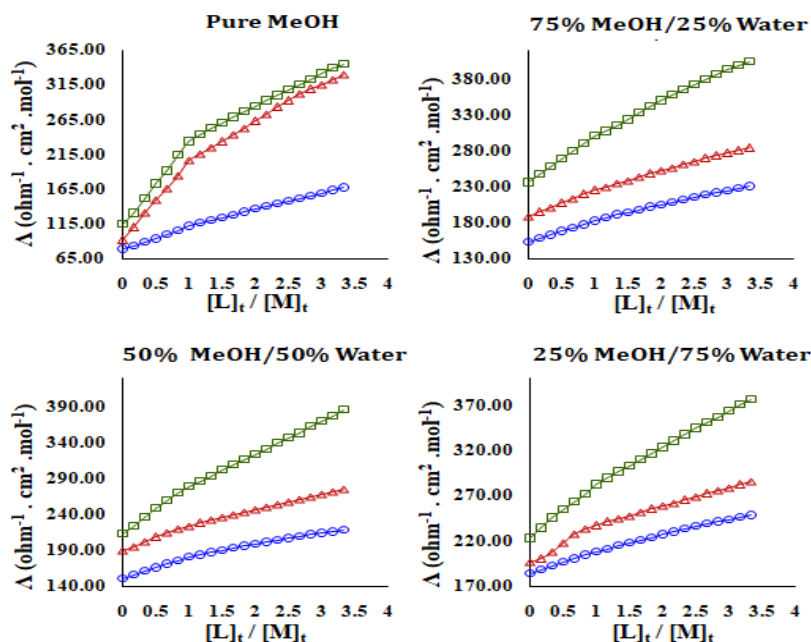 Pure MeOH
365.00
315.00
265.00
215.00
165.00
115.00
65.00
Λ (ohm⁻¹ . cm² .mol⁻¹)
0 0.5 1 1.5 2 2.5 3 3.5 4
[L]t / [M]t
75% MeOH/25% Water
380.00
330.00
280.00
230.00
180.00
130.00
Λ (ohm⁻¹ . cm² .mol⁻¹)
0 0.5 1 1.5 2 2.5 3 3.5 4
[L]t / [M]t
50% MeOH/50% Water
390.00
340.00
290.00
240.00
190.00
140.00
Λ (ohm⁻¹ . cm² .mol⁻¹)
0 0.5 1 1.5 2 2.5 3 3.5 4
[L]t / [M]t
25% MeOH/75% Water
370.00
320.00
270.00
220.00
170.00
Λ (ohm⁻¹ . cm² .mol⁻¹)
0 0.5 1 1.5 2 2.5 3 3.5 4
[L]t / [M]t